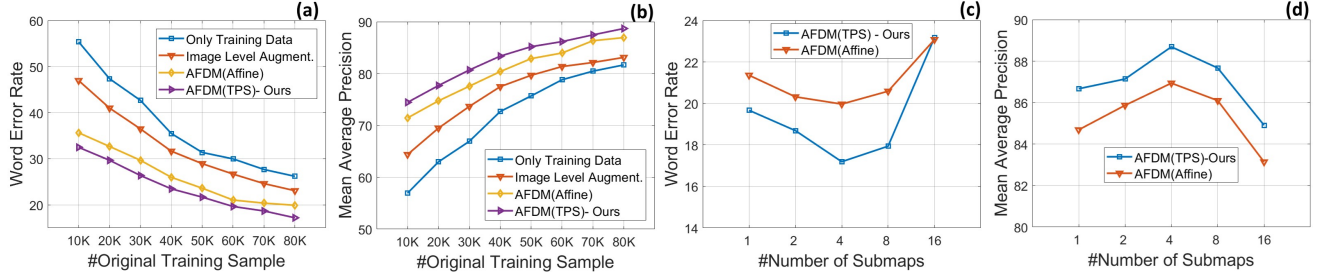 (a)
60
50
40
30
20
Word Error Rate
10K 20K 30K 40K 50K 60K 70K 80K
#Original Training Sample
Only Training Data
Image Level Augment.
AFDM(Affine)
AFDM(TPS)- Ours
(b)
90
80
70
60
50
Mean Average Precision
10K 20K 30K 40K 50K 60K 70K 80K
#Original Training Sample
Only Training Data
Image Level Augment.
AFDM(Affine)
AFDM(TPS)- Ours
(c)
24
22
20
18
16
14
Word Error Rate
1 2 4 8 16
#Number of Submaps
AFDM(TPS) - Ours
AFDM(Affine)
(d)
90
88
86
84
82
80
Mean Average Precision
1 2 4 8 16
#Number of Submaps
AFDM(TPS)-Ours
AFDM(Affine)